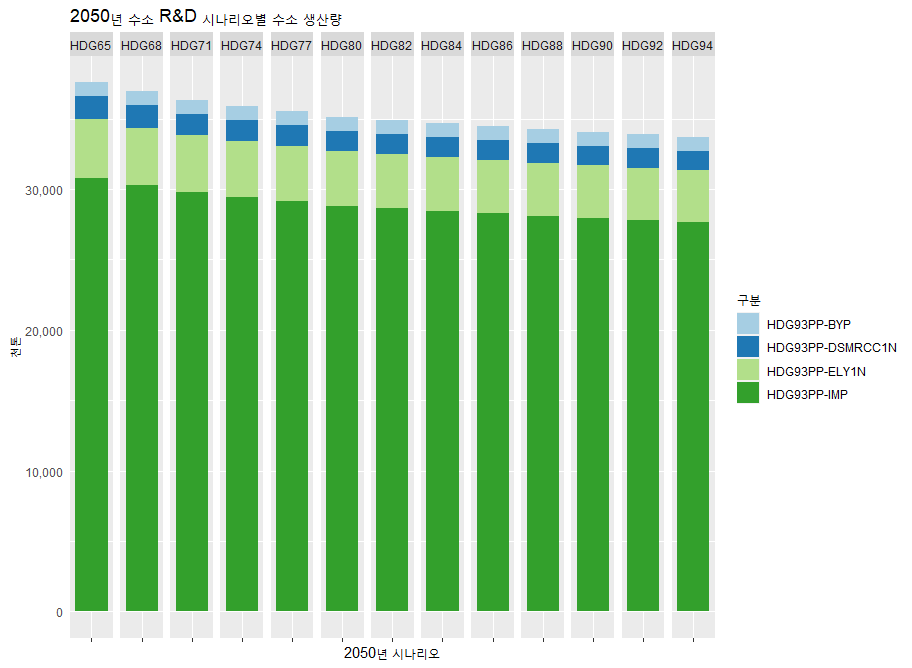 2050년 수소 R&D 시나리오별 수소 생산량
HDG65 HDG68 HDG71 HDG74 HDG77 HDG80 HDG82 HDG84 HDG86 HDG88 HDG90 HDG92 HDG94
30,000
20,000
10,000
0
천톤
2050년 시나리오
구분
HDG93PP-BYP
HDG93PP-DSMRCC1N
HDG93PP-ELY1N
HDG93PP-IMP